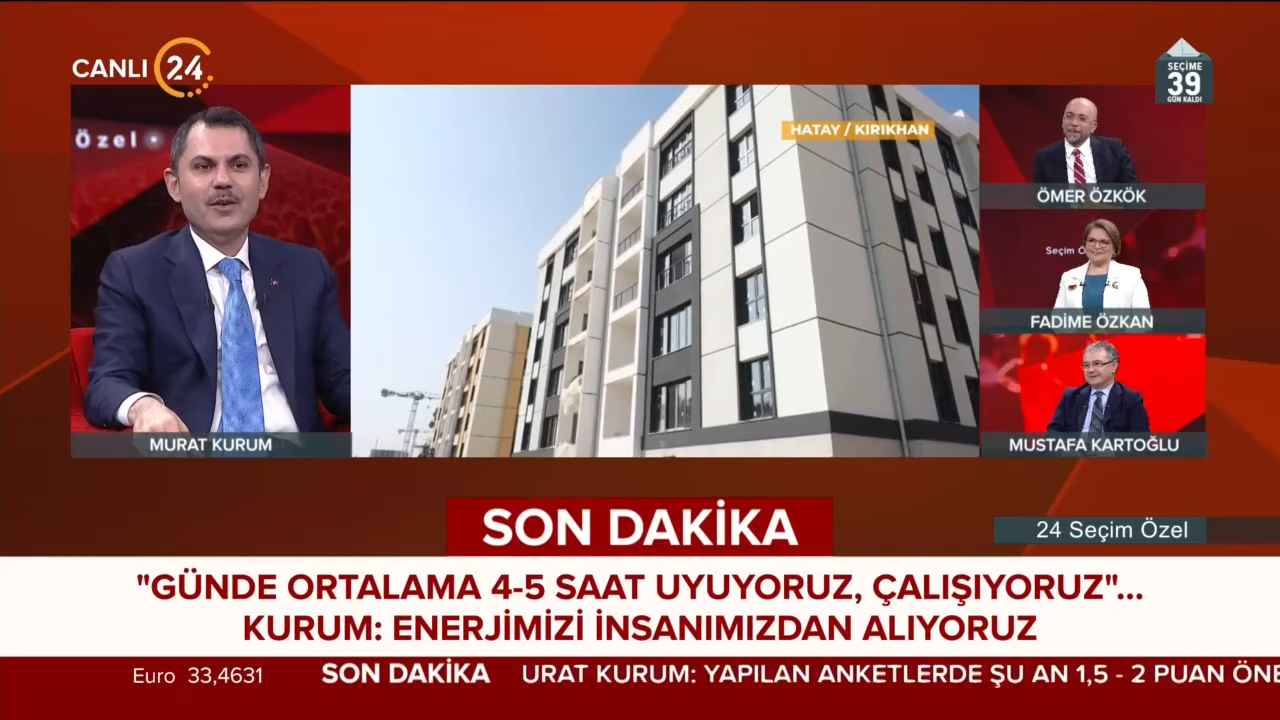 CANLI 24
SEÇİME
39
GÜN KALDI
Özel
HATAY / KIRIKHAN
ÖMER ÖZKÖK
Seçim Ö
FADİME ÖZKAN
MURAT KURUM
MUSTAFA KARTOĞLU
SON DAKİKA
24 Seçim Özel
"GÜNDE ORTALAMA 4-5 SAAT UYUYORUZ, ÇALIŞIYORUZ"...
KURUM: ENERJİMİZİ İNSANIMIZDAN ALIYORUZ
Euro 33,4631 SON DAKİKA URAT KURUM: YAPILAN ANKETLERDE ŞU AN 1,5 - 2 PUAN ÖNE